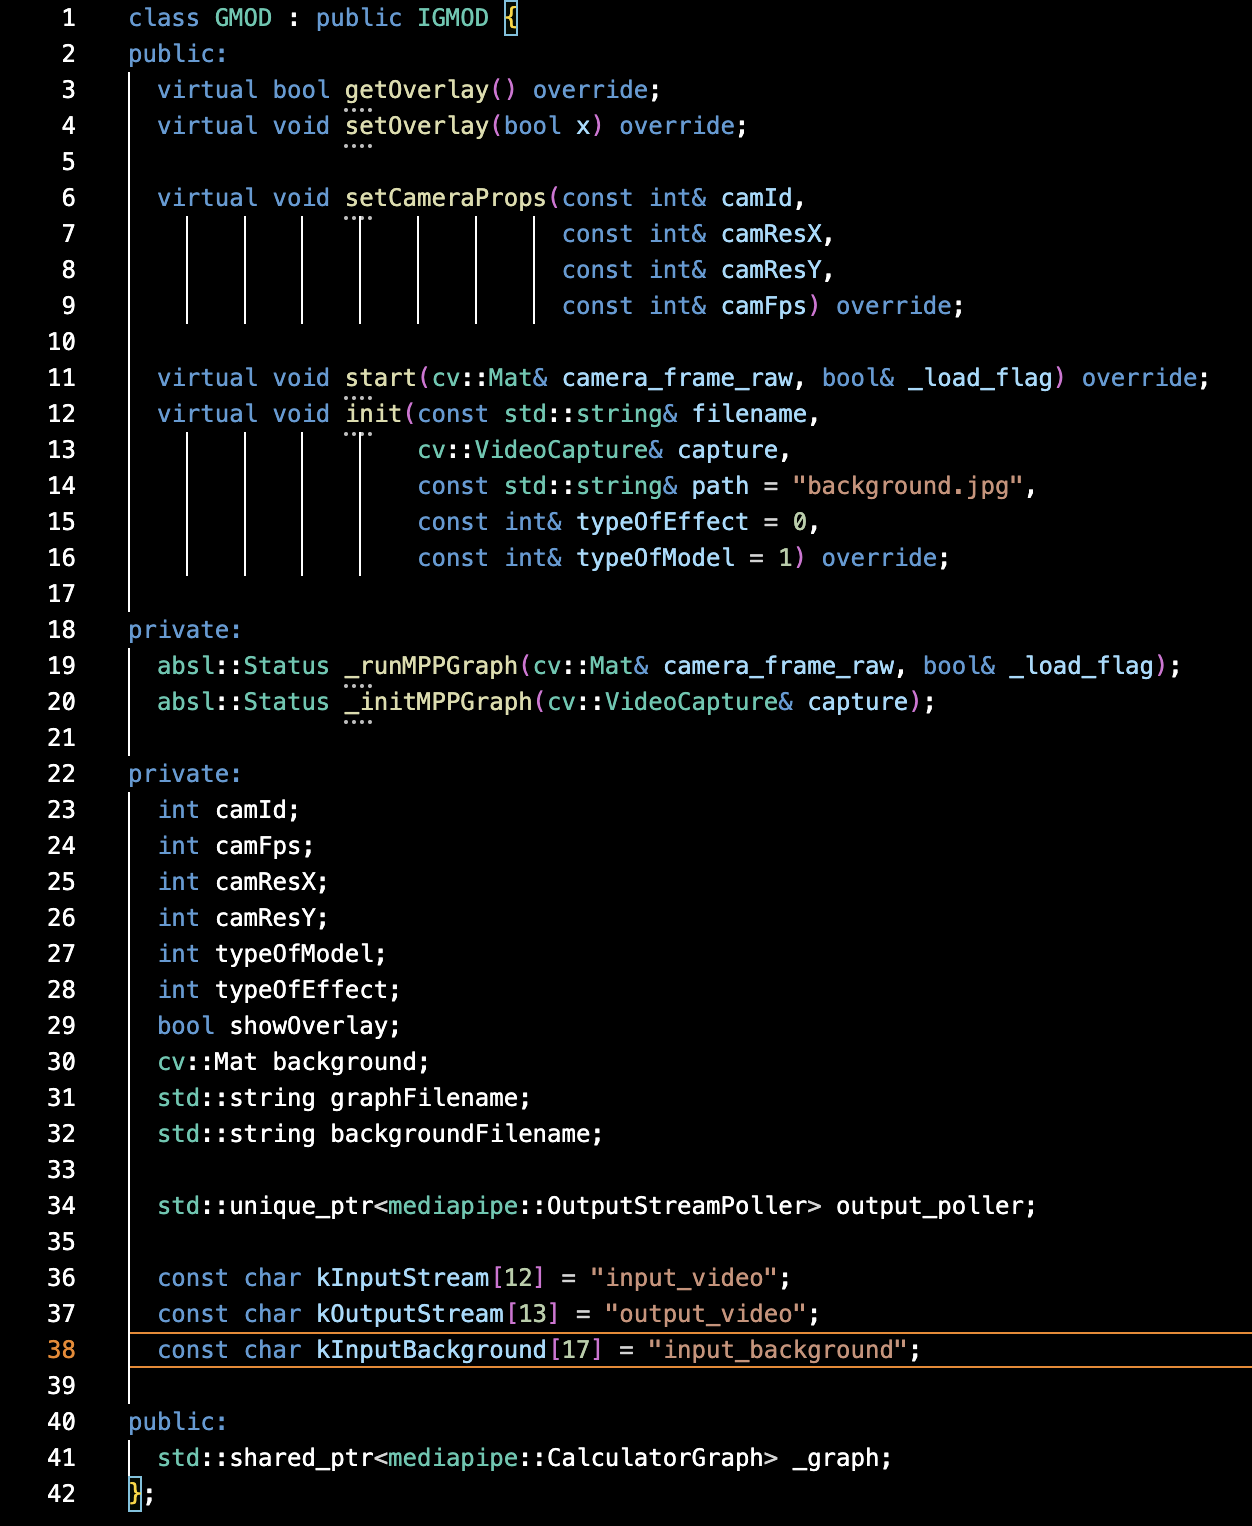 1 class GMOD : public IGMOD {
2 public:
3 virtual bool getOverlay() override;
4 virtual void setOverlay(bool x) override;
5
6 virtual void setCameraProps(const int& camId,
7 const int& camResX,
8 const int& camResY,
9 const int& camFps) override;
10
11 virtual void start(cv::Mat& camera_frame_raw, bool& _load_flag) override;
12 virtual void init(const std::string& filename,
13 cv::VideoCapture& capture,
14 const std::string& path = "background.jpg",
15 const int& typeOfEffect = 0,
16 const int& typeOfModel = 1) override;
17
18 private:
19 absl::Status _runMPPGraph(cv::Mat& camera_frame_raw, bool& _load_flag);
20 absl::Status _initMPPGraph(cv::VideoCapture& capture);
21
22 private:
23 int camId;
24 int camFps;
25 int camResX;
26 int camResY;
27 int typeOfModel;
28 int typeOfEffect;
29 bool showOverlay;
30 cv::Mat background;
31 std::string graphFilename;
32 std::string backgroundFilename;
33
34 std::unique_ptr<mediapipe::OutputStreamPoller> output_poller;
35
36 const char kInputStream[12] = "input_video";
37 const char kOutputStream[13] = "output_video";
38 const char kInputBackground[17] = "input_background";
39
40 public:
41 std::shared_ptr<mediapipe::CalculatorGraph> _graph;
42 };